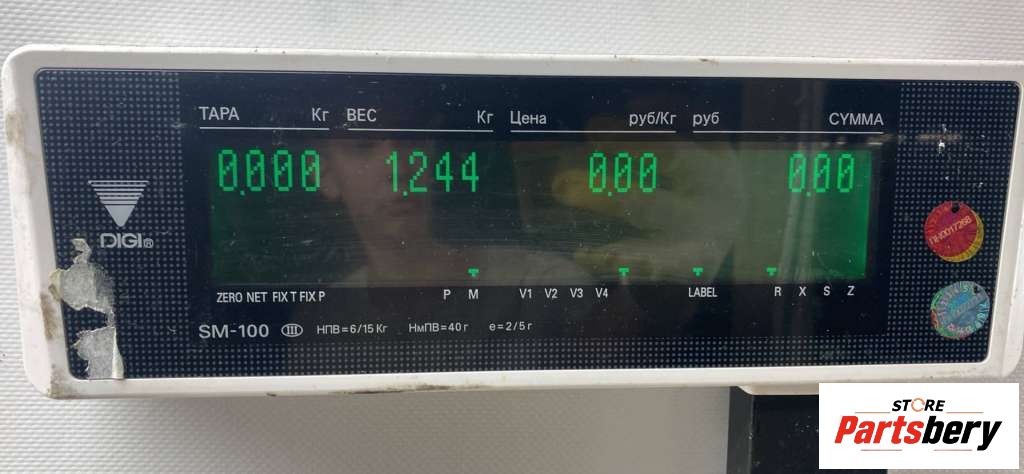 ТАРА Кг ВЕС Кг Цена руб/Кг руб СУММА
0.000 1.244 0.00 0.00
DIGI®
ПН0017268
ZERO NET FIX T FIX P P M V1 V2 V3 V4 LABEL R X S Z
SM-100 III НПВ=6/15 Кг НмПВ=40 г e=2/5 г
STORE
Partsbery